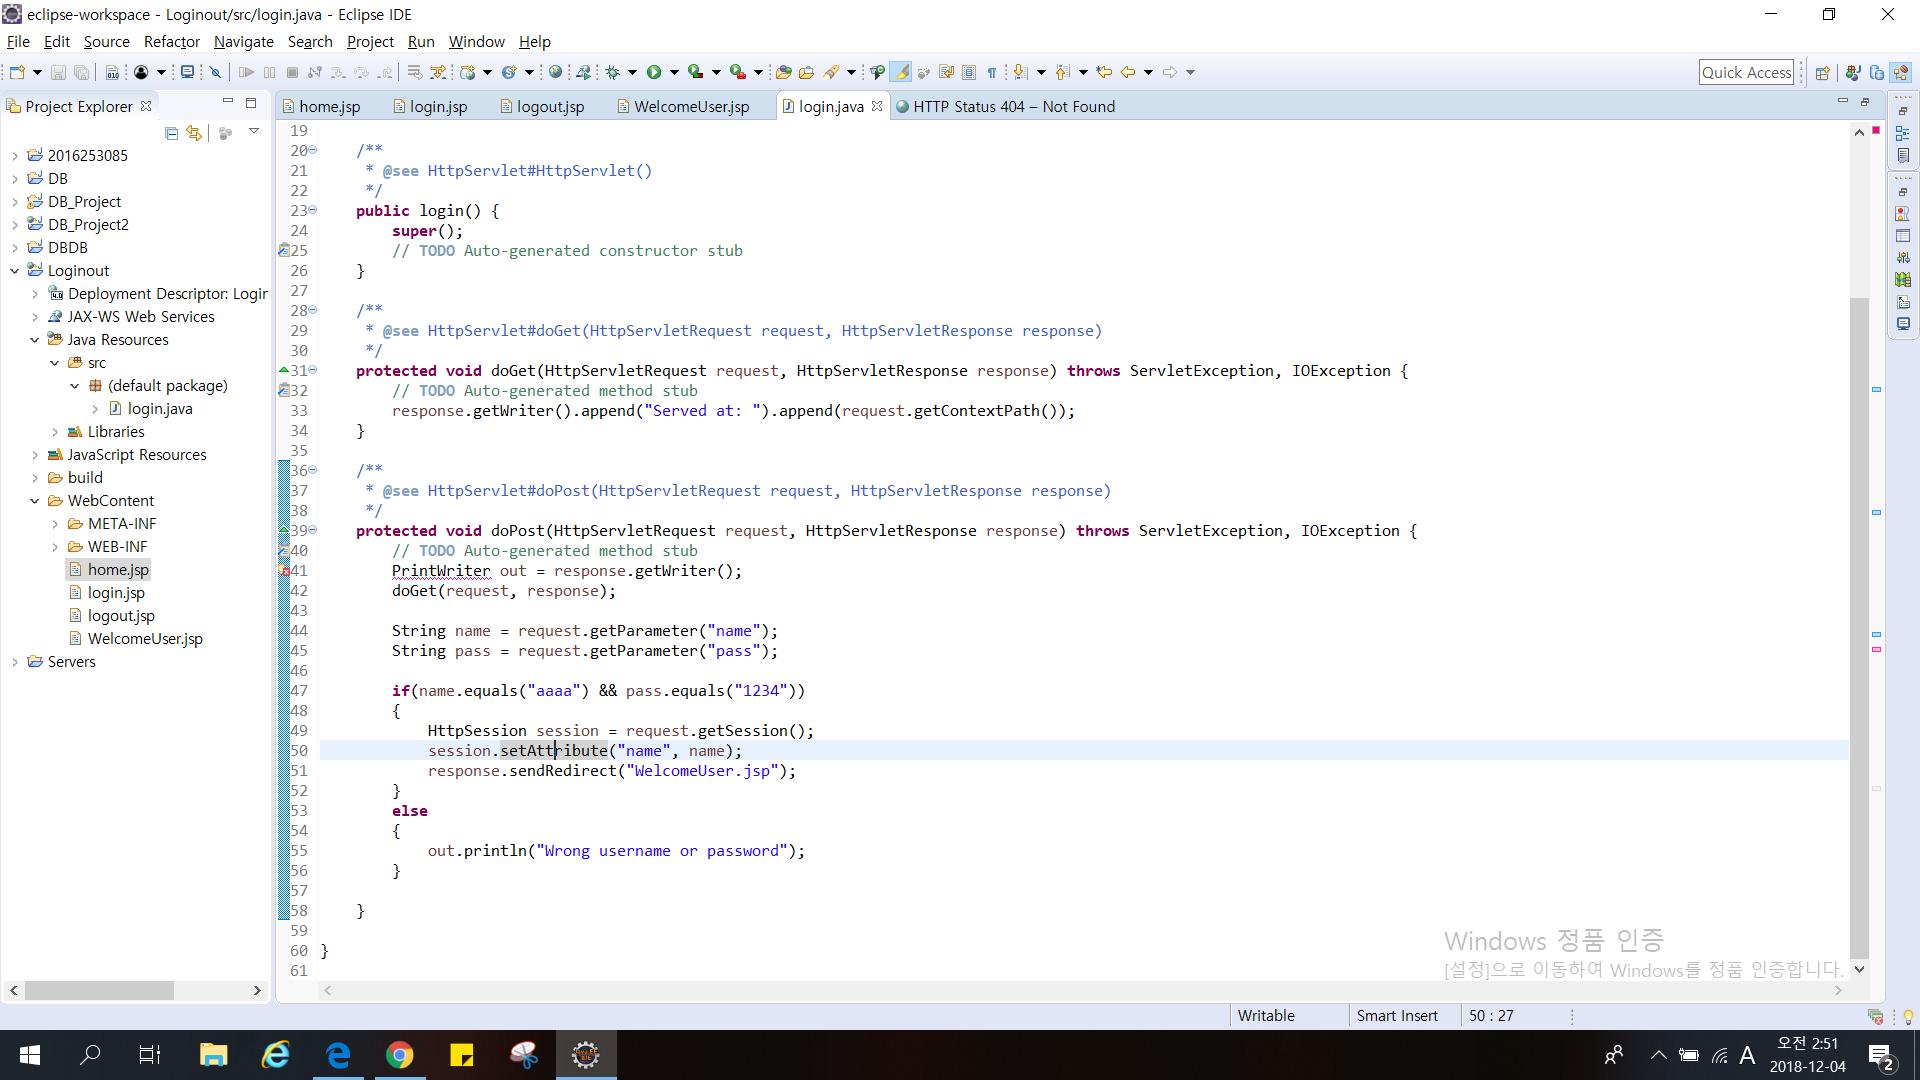 eclipse-workspace - Loginout/src/login.java - Eclipse IDE
File Edit Source Refactor Navigate Search Project Run Window Help
Quick Access
Project Explorer
home.jsp login.jsp logout.jsp WelcomeUser.jsp login.java HTTP Status 404 – Not Found
2016253085
DB
DB_Project
DB_Project2
DBDB
Loginout
Deployment Descriptor: Login
JAX-WS Web Services
Java Resources
src
(default package)
login.java
Libraries
JavaScript Resources
build
WebContent
META-INF
WEB-INF
home.jsp
login.jsp
logout.jsp
WelcomeUser.jsp
Servers
19
20 /**
21 * @see HttpServlet#HttpServlet()
22 */
23 public login() {
24 super();
25 // TODO Auto-generated constructor stub
26 }
27
28 /**
29 * @see HttpServlet#doGet(HttpServletRequest request, HttpServletResponse response)
30 */
31 protected void doGet(HttpServletRequest request, HttpServletResponse response) throws ServletException, IOException {
32 // TODO Auto-generated method stub
33 response.getWriter().append("Served at: ").append(request.getContextPath());
34 }
35
36 /**
37 * @see HttpServlet#doPost(HttpServletRequest request, HttpServletResponse response)
38 */
39 protected void doPost(HttpServletRequest request, HttpServletResponse response) throws ServletException, IOException {
40 // TODO Auto-generated method stub
41 PrintWriter out = response.getWriter();
42 doGet(request, response);
43
44 String name = request.getParameter("name");
45 String pass = request.getParameter("pass");
46
47 if(name.equals("aaaa") && pass.equals("1234"))
48 {
49 HttpSession session = request.getSession();
50 session.setAttribute("name", name);
51 response.sendRedirect("WelcomeUser.jsp");
52 }
53 else
54 {
55 out.println("Wrong username or password");
56 }
57
58 }
59
60 }
61
Windows 정품 인증
[설정]으로 이동하여 Windows를 정품 인증합니다.
Writable Smart Insert 50 : 27
A
오전 2:51
2018-12-04
2